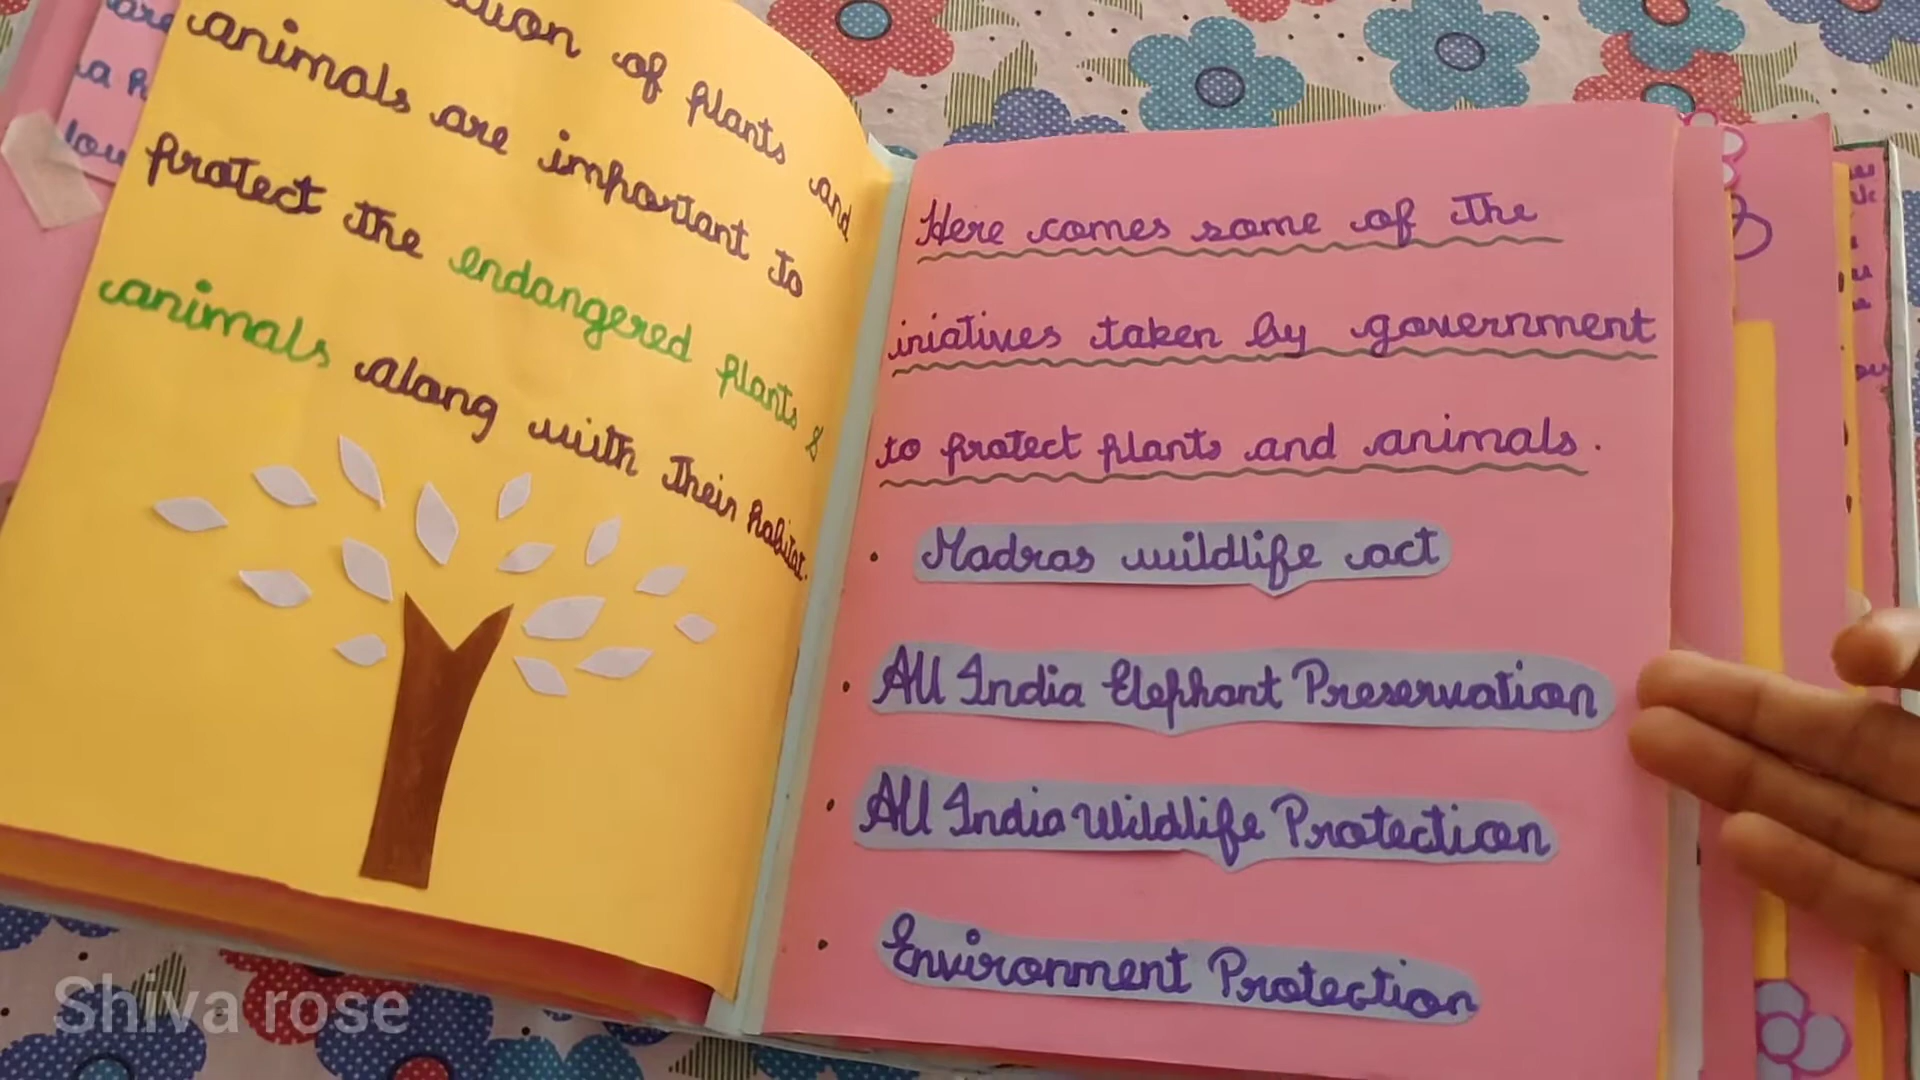 of plants and
animals are important to
protect the endangered plants &
animals along with their habitat.
Here comes some of the
iniatives taken by government
to protect plants and animals.
• Madras wildlife act
• All India Elephant Preservation
• All India Wildlife Protection
• Environment Protection
Shiva rose